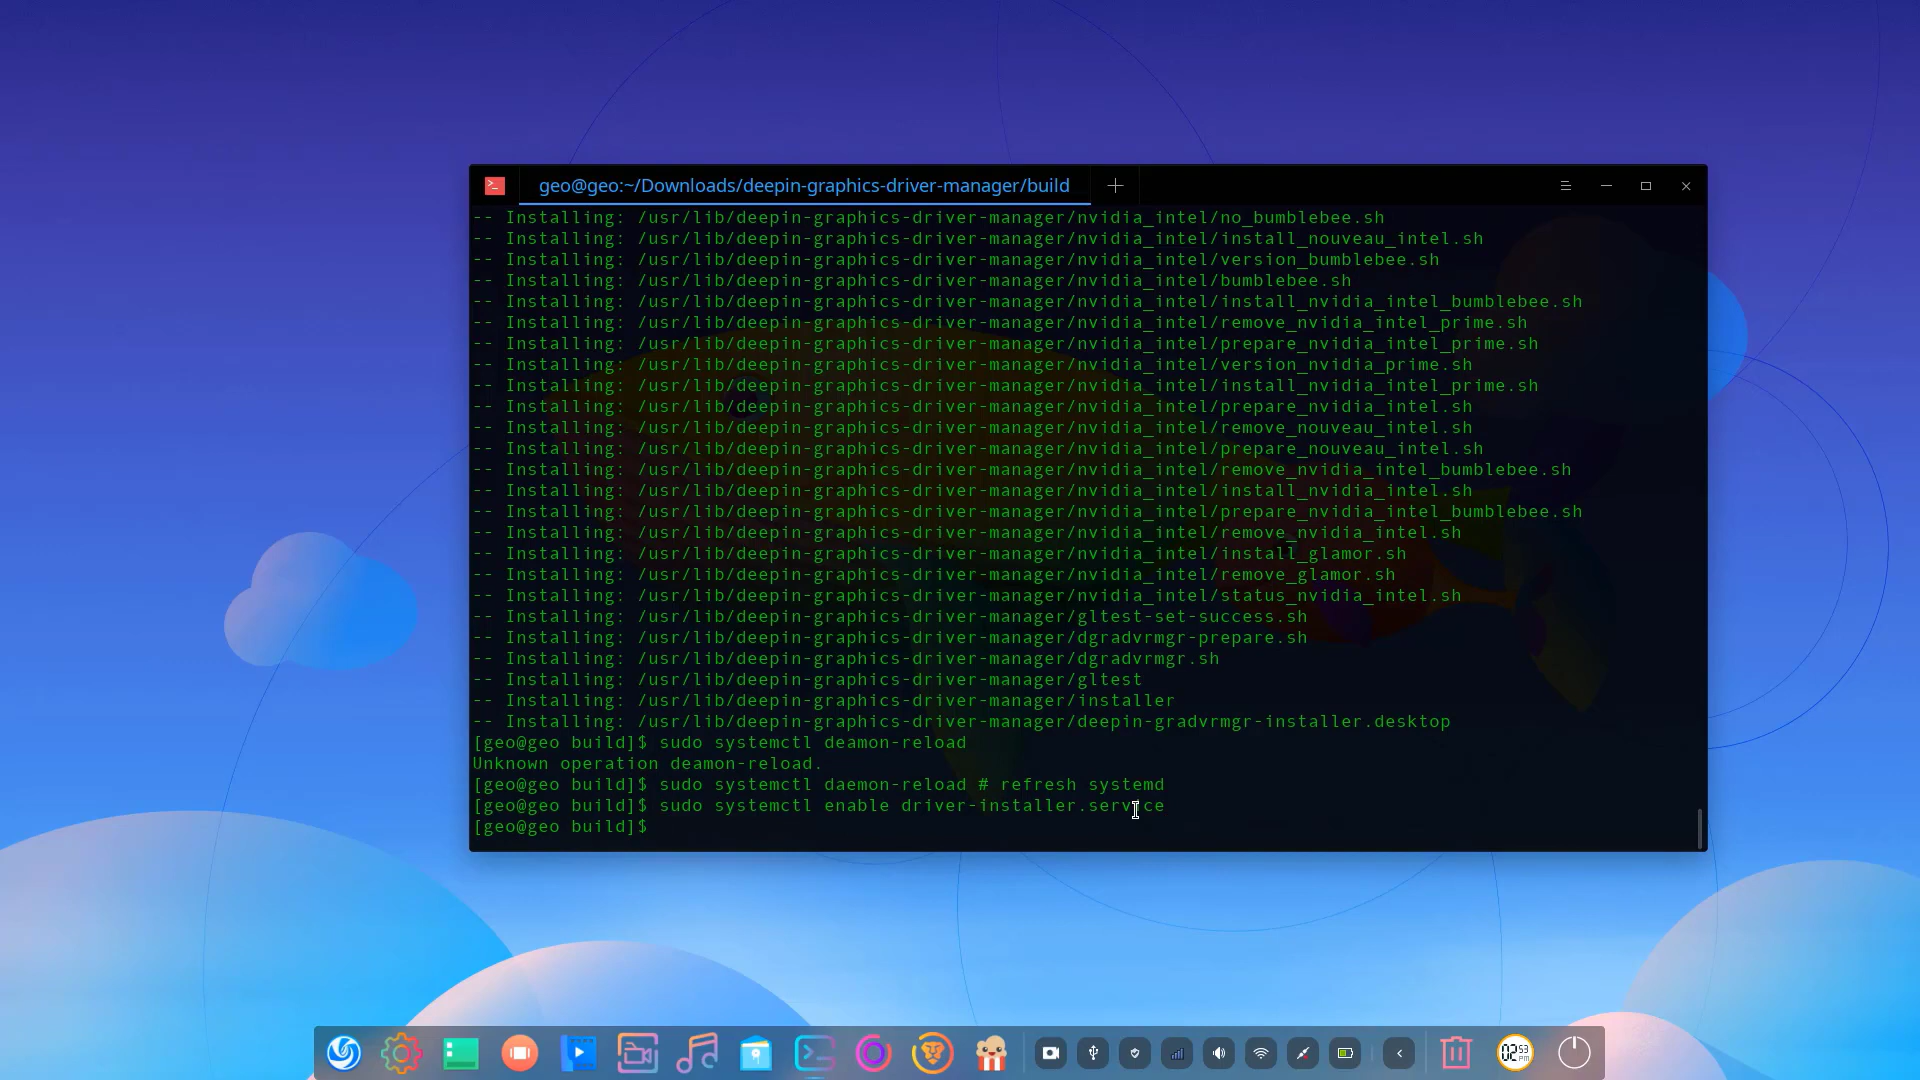 geo@geo:~/Downloads/deepin-graphics-driver-manager/build
-- Installing: /usr/lib/deepin-graphics-driver-manager/nvidia_intel/no_bumblebee.sh
-- Installing: /usr/lib/deepin-graphics-driver-manager/nvidia_intel/install_nouveau_intel.sh
-- Installing: /usr/lib/deepin-graphics-driver-manager/nvidia_intel/version_bumblebee.sh
-- Installing: /usr/lib/deepin-graphics-driver-manager/nvidia_intel/bumblebee.sh
-- Installing: /usr/lib/deepin-graphics-driver-manager/nvidia_intel/install_nvidia_intel_bumblebee.sh
-- Installing: /usr/lib/deepin-graphics-driver-manager/nvidia_intel/remove_nvidia_intel_prime.sh
-- Installing: /usr/lib/deepin-graphics-driver-manager/nvidia_intel/prepare_nvidia_intel_prime.sh
-- Installing: /usr/lib/deepin-graphics-driver-manager/nvidia_intel/version_nvidia_prime.sh
-- Installing: /usr/lib/deepin-graphics-driver-manager/nvidia_intel/install_nvidia_intel_prime.sh
-- Installing: /usr/lib/deepin-graphics-driver-manager/nvidia_intel/prepare_nvidia_intel.sh
-- Installing: /usr/lib/deepin-graphics-driver-manager/nvidia_intel/remove_nouveau_intel.sh
-- Installing: /usr/lib/deepin-graphics-driver-manager/nvidia_intel/prepare_nouveau_intel.sh
-- Installing: /usr/lib/deepin-graphics-driver-manager/nvidia_intel/remove_nvidia_intel_bumblebee.sh
-- Installing: /usr/lib/deepin-graphics-driver-manager/nvidia_intel/install_nvidia_intel.sh
-- Installing: /usr/lib/deepin-graphics-driver-manager/nvidia_intel/prepare_nvidia_intel_bumblebee.sh
-- Installing: /usr/lib/deepin-graphics-driver-manager/nvidia_intel/remove_nvidia_intel.sh
-- Installing: /usr/lib/deepin-graphics-driver-manager/nvidia_intel/install_glamor.sh
-- Installing: /usr/lib/deepin-graphics-driver-manager/nvidia_intel/remove_glamor.sh
-- Installing: /usr/lib/deepin-graphics-driver-manager/nvidia_intel/status_nvidia_intel.sh
-- Installing: /usr/lib/deepin-graphics-driver-manager/gltest-set-success.sh
-- Installing: /usr/lib/deepin-graphics-driver-manager/dgradvrmgr-prepare.sh
-- Installing: /usr/lib/deepin-graphics-driver-manager/dgradvrmgr.sh
-- Installing: /usr/lib/deepin-graphics-driver-manager/gltest
-- Installing: /usr/lib/deepin-graphics-driver-manager/installer
-- Installing: /usr/lib/deepin-graphics-driver-manager/deepin-gradvrmgr-installer.desktop
[geo@geo build]$ sudo systemctl deamon-reload
Unknown operation deamon-reload.
[geo@geo build]$ sudo systemctl daemon-reload # refresh systemd
[geo@geo build]$ sudo systemctl enable driver-installer.service
[geo@geo build]$
02:53
PM